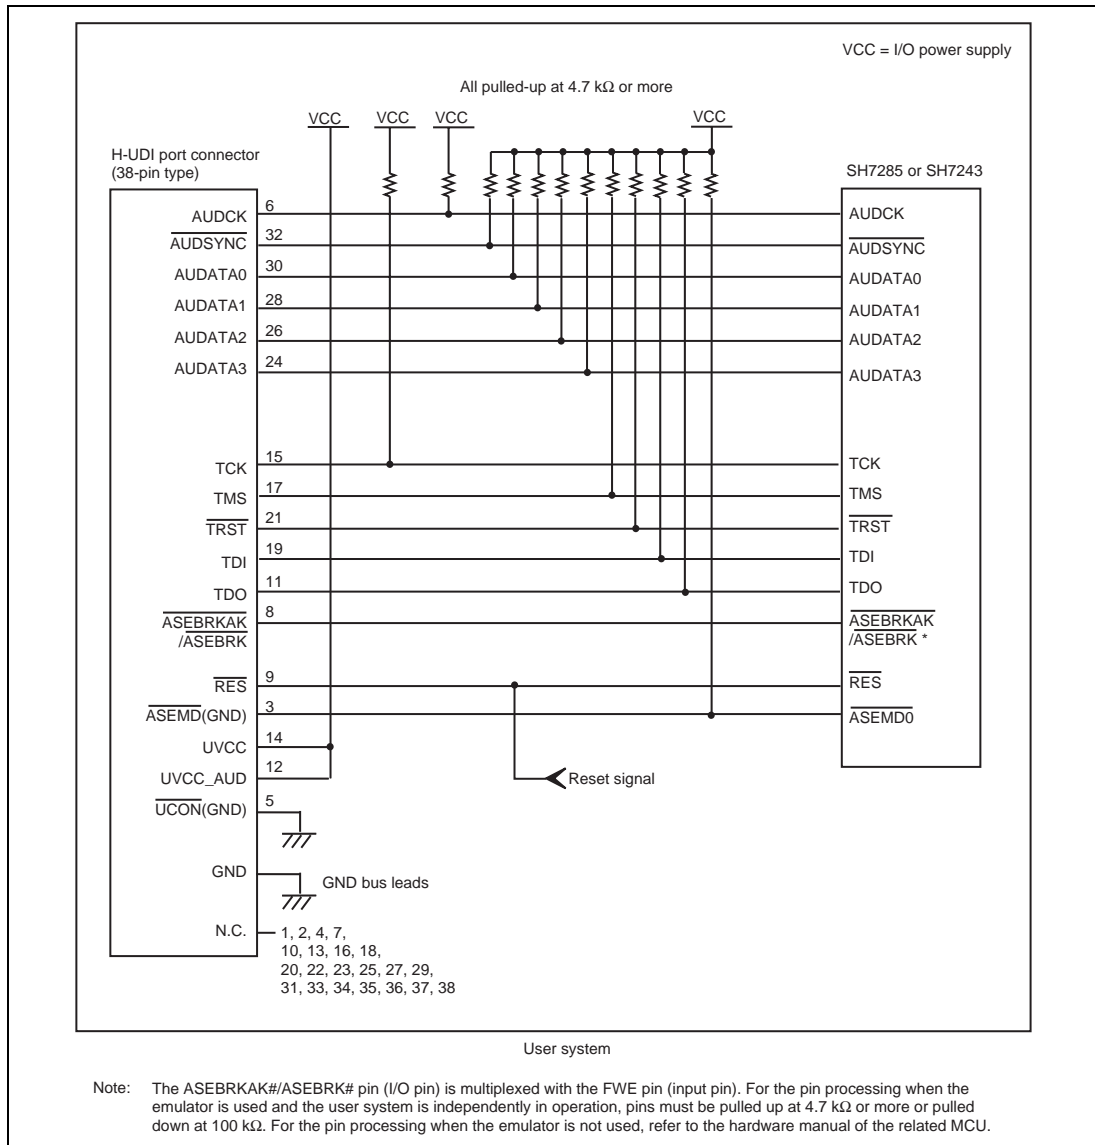 VCC = I/O power supply
All pulled-up at 4.7 kΩ or more
VCC VCC VCC VCC
H-UDI port connector
(38-pin type)
SH7285 or SH7243
AUDCK 6 AUDCK
AUDSYNC 32 AUDSYNC
AUDATA0 30 AUDATA0
AUDATA1 28 AUDATA1
AUDATA2 26 AUDATA2
AUDATA3 24 AUDATA3
TCK 15 TCK
TMS 17 TMS
TRST 21 TRST
TDI 19 TDI
TDO 11 TDO
ASEBRKAK 8 ASEBRKAK
/ASEBRK /ASEBRK *
RES 9 RES
ASEMD(GND) 3 ASEMD0
UVCC 14
UVCC_AUD 12 Reset signal
UCON(GND) 5
GND GND bus leads
N.C. 1, 2, 4, 7,
10, 13, 16, 18,
20, 22, 23, 25, 27, 29,
31, 33, 34, 35, 36, 37, 38
User system
Note: The ASEBRKAK#/ASEBRK# pin (I/O pin) is multiplexed with the FWE pin (input pin). For the pin processing when the
emulator is used and the user system is independently in operation, pins must be pulled up at 4.7 kΩ or more or pulled
down at 100 kΩ. For the pin processing when the emulator is not used, refer to the hardware manual of the related MCU.